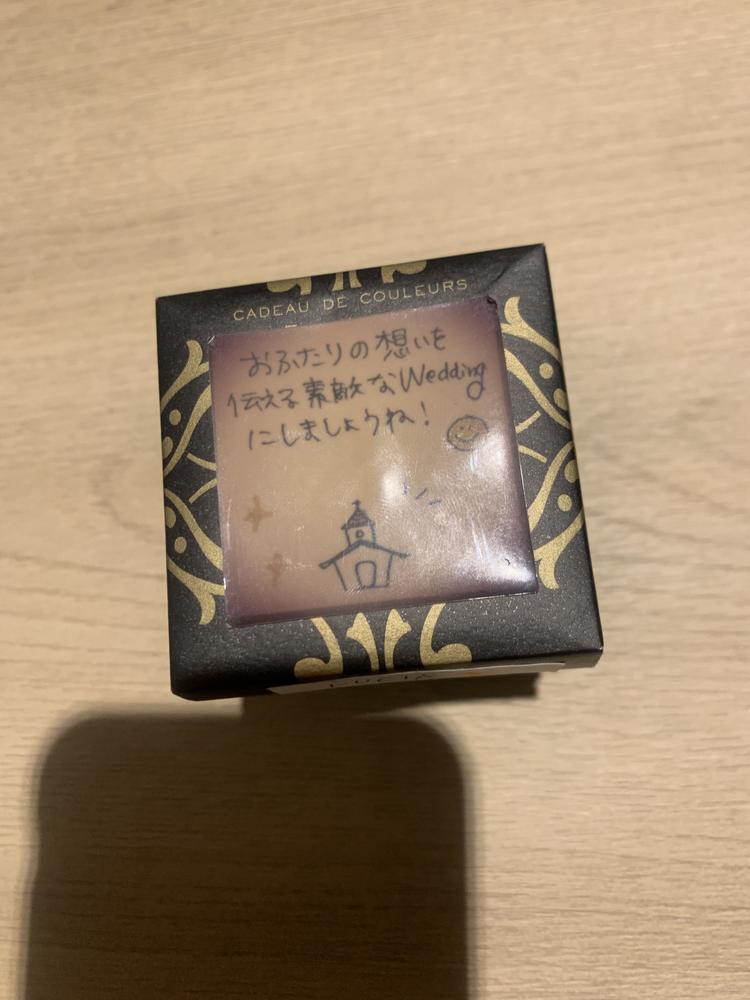 CADEAU DE COULEURS
おふたりの想いを
伝える素敵なWedding
にしましょうね!